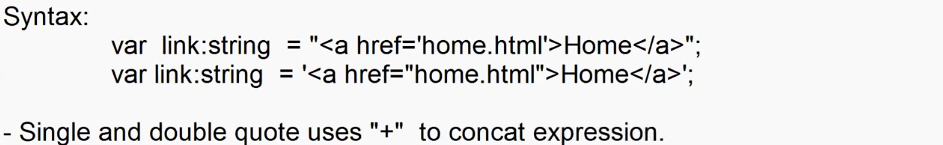 Syntax:
var  link:string  = "<a href='home.html'>Home</a>";
var link:string  = '<a href="home.html">Home</a>';
- Single and double quote uses "+"  to concat expression.